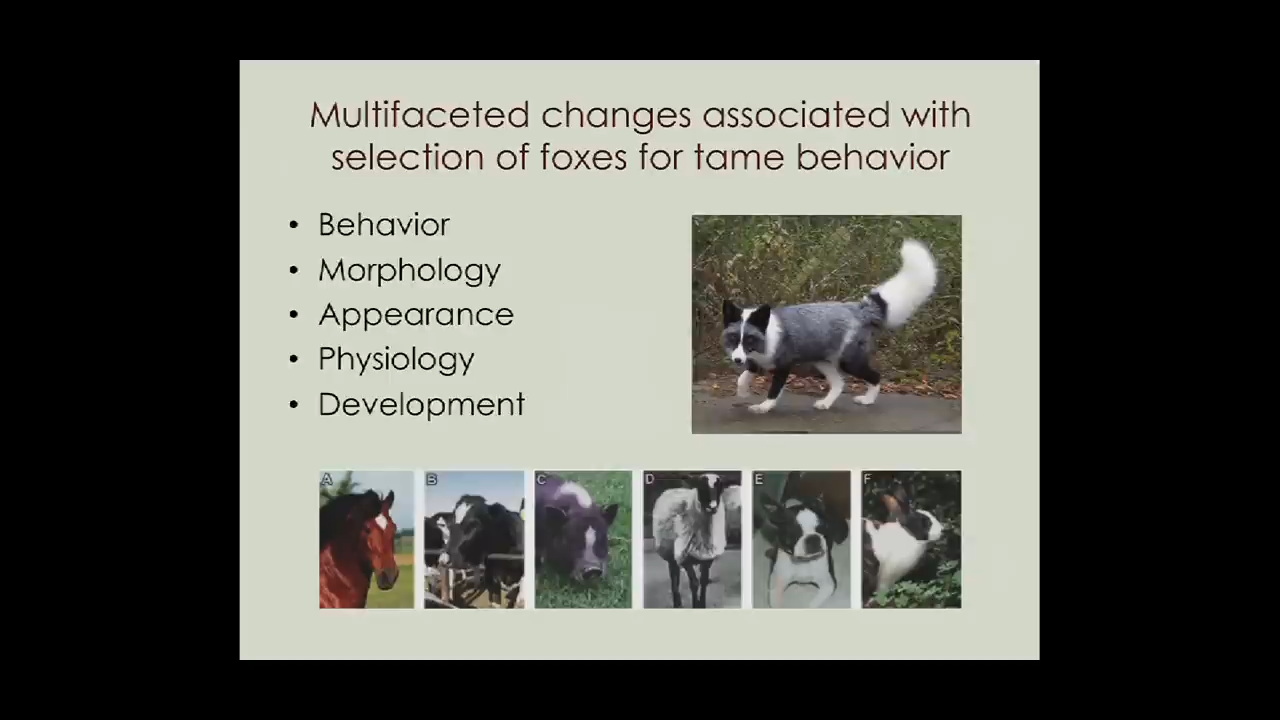 Multifaceted changes associated with
selection of foxes for tame behavior
• Behavior
• Morphology
• Appearance
• Physiology
• Development
A B C D E F